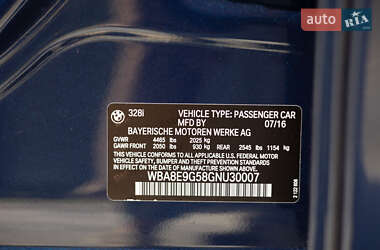 auto RIA.com
328i
VEHICLE TYPE: PASSENGER CAR
MFD BY 07/16
BAYERISCHE MOTOREN WERKE AG
GVWR 4465 lbs 2025 kg
GAWR FRONT 2050 lbs 930 kg REAR 2545 lbs 1154 kg
THIS VEHICLE CONFORMS TO ALL APPLICABLE FEDERAL MOTOR
VEHICLE SAFETY, BUMPER AND THEFT PREVENTION STANDARDS
IN EFFECT ON THE DATE OF MANUFACTURE SHOWN ABOVE.
WBA8E9G58GNU30007